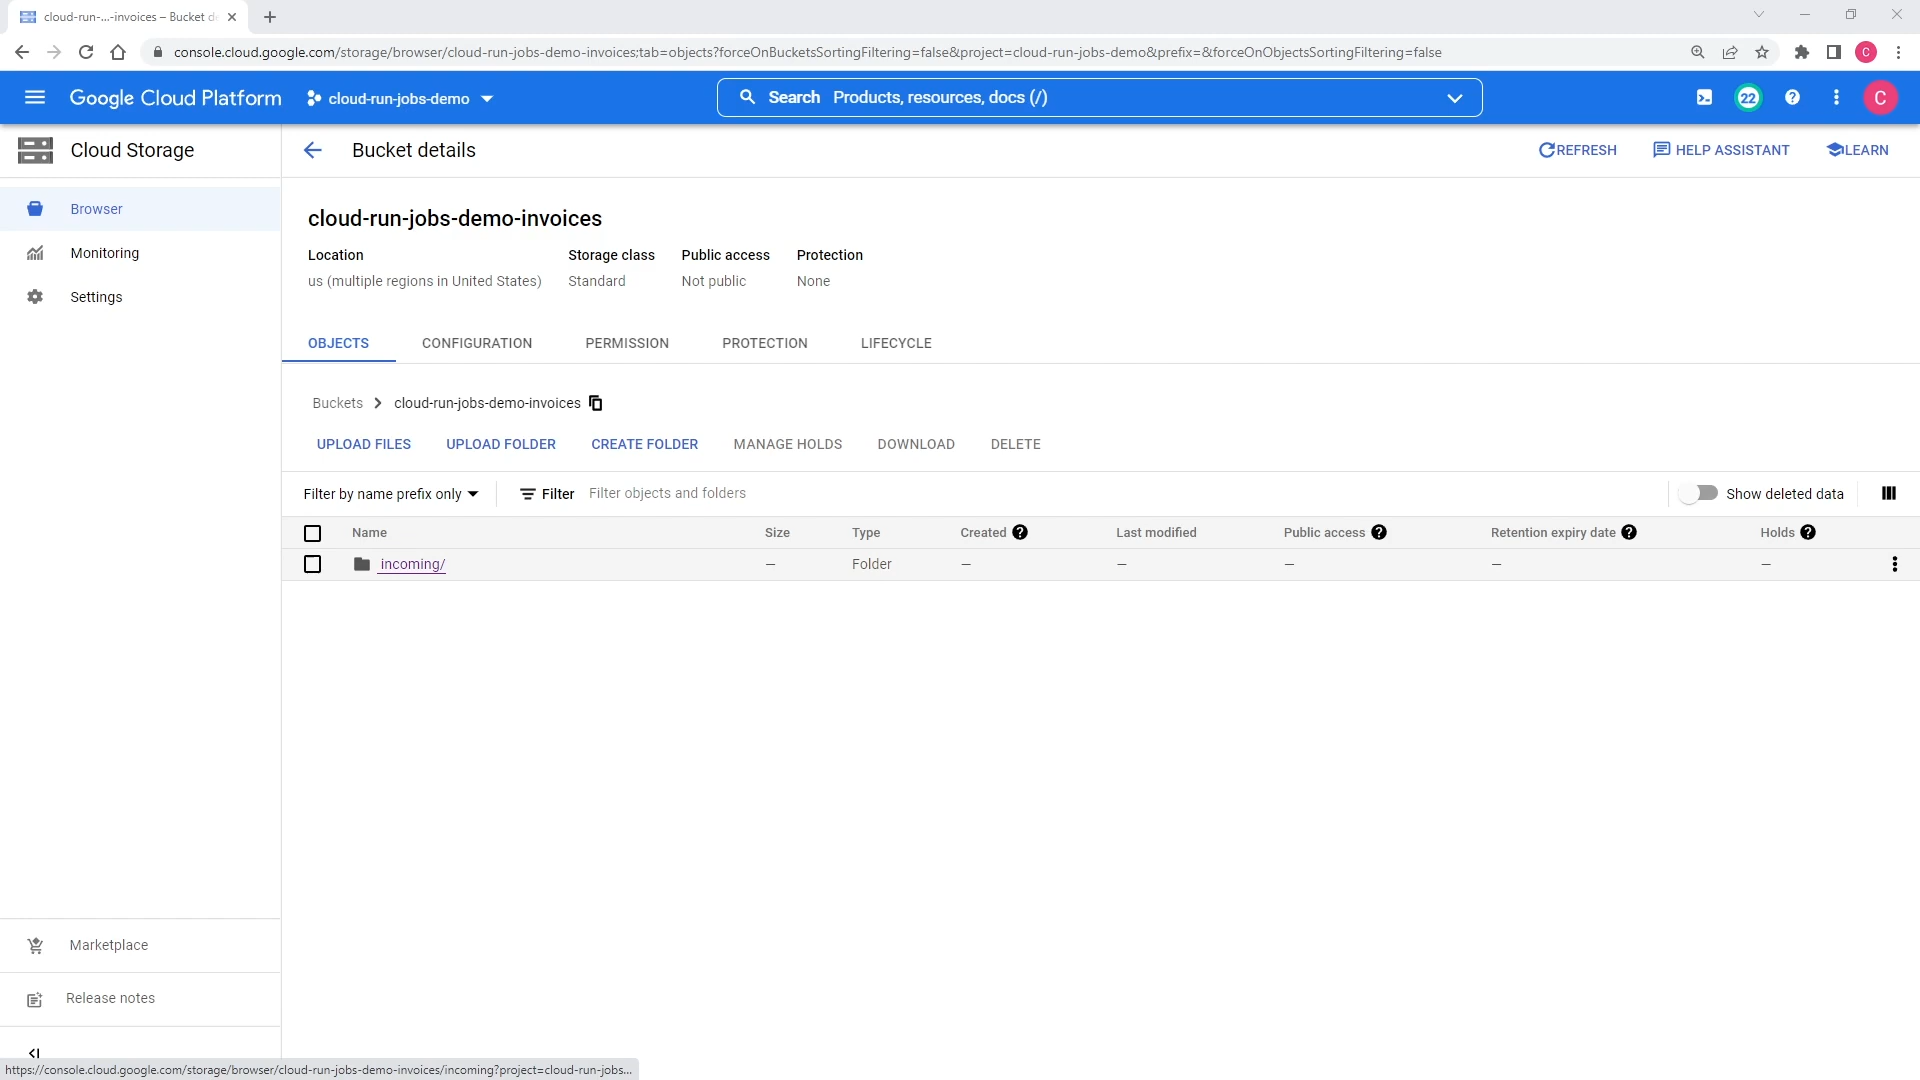 cloud-run-...-invoices – Bucket de
console.cloud.google.com/storage/browser/cloud-run-jobs-demo-invoices;tab=objects?forceOnBucketsSortingFiltering=false&project=cloud-run-jobs-demo&prefix=&forceOnObjectsSortingFiltering=false
C
Google Cloud Platform
cloud-run-jobs-demo
Search Products, resources, docs (/)
22
C
Cloud Storage
Bucket details
REFRESH
HELP ASSISTANT
LEARN
Browser
Monitoring
Settings
cloud-run-jobs-demo-invoices
Location Storage class Public access Protection
us (multiple regions in United States) Standard Not public None
OBJECTS CONFIGURATION PERMISSION PROTECTION LIFECYCLE
Buckets > cloud-run-jobs-demo-invoices
UPLOAD FILES UPLOAD FOLDER CREATE FOLDER MANAGE HOLDS DOWNLOAD DELETE
Filter by name prefix only Filter Filter objects and folders Show deleted data
Name Size Type Created Last modified Public access Retention expiry date Holds
incoming/ — Folder — — — — —
Marketplace
Release notes
https://console.cloud.google.com/storage/browser/cloud-run-jobs-demo-invoices/incoming?project=cloud-run-jobs...